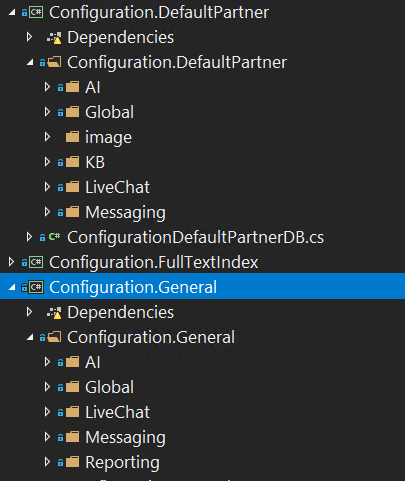 C# Configuration.DefaultPartner
Dependencies
Configuration.DefaultPartner
AI
Global
image
KB
LiveChat
Messaging
C# ConfigurationDefaultPartnerDB.cs
C# Configuration.FullTextIndex
C# Configuration.General
Dependencies
Configuration.General
AI
Global
LiveChat
Messaging
Reporting